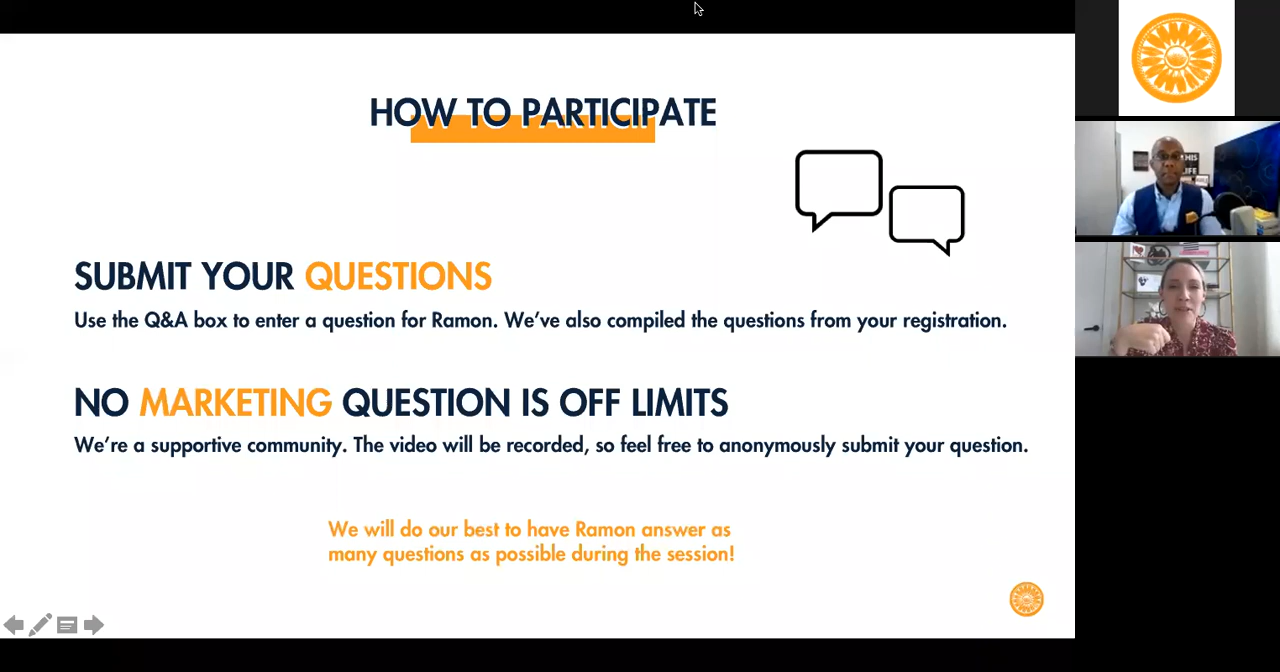 HOW TO PARTICIPATE
SUBMIT YOUR QUESTIONS
Use the Q&A box to enter a question for Ramon. We’ve also compiled the questions from your registration.
NO MARKETING QUESTION IS OFF LIMITS
We’re a supportive community. The video will be recorded, so feel free to anonymously submit your question.
We will do our best to have Ramon answer as
many questions as possible during the session!
THIS
LIFE